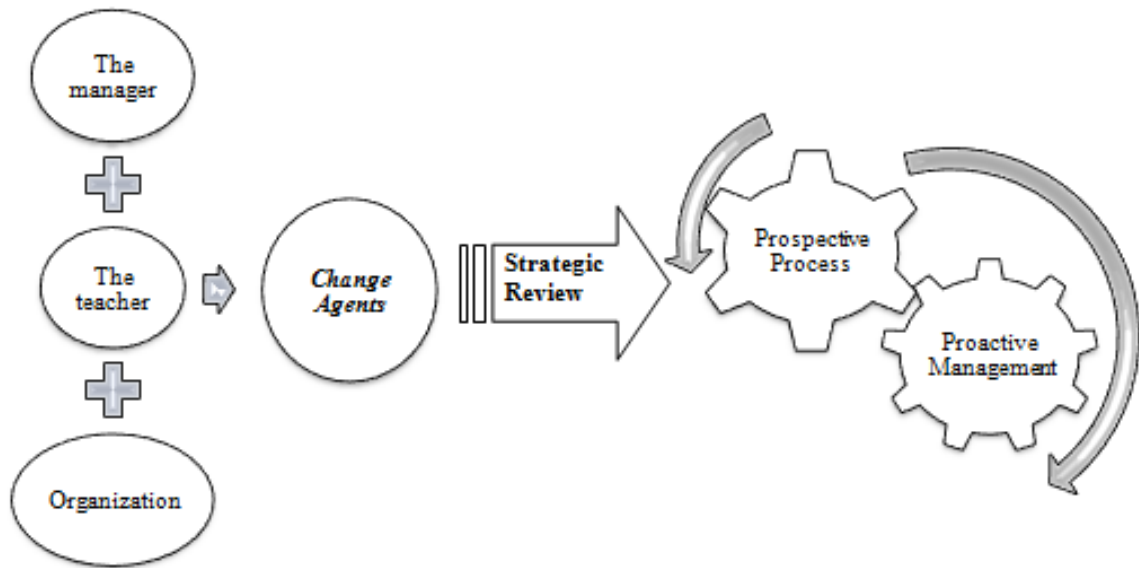 The
manager
The
teacher
Organization
Change
Agents
Strategic
Review
Prospective
Process
Proactive
Management